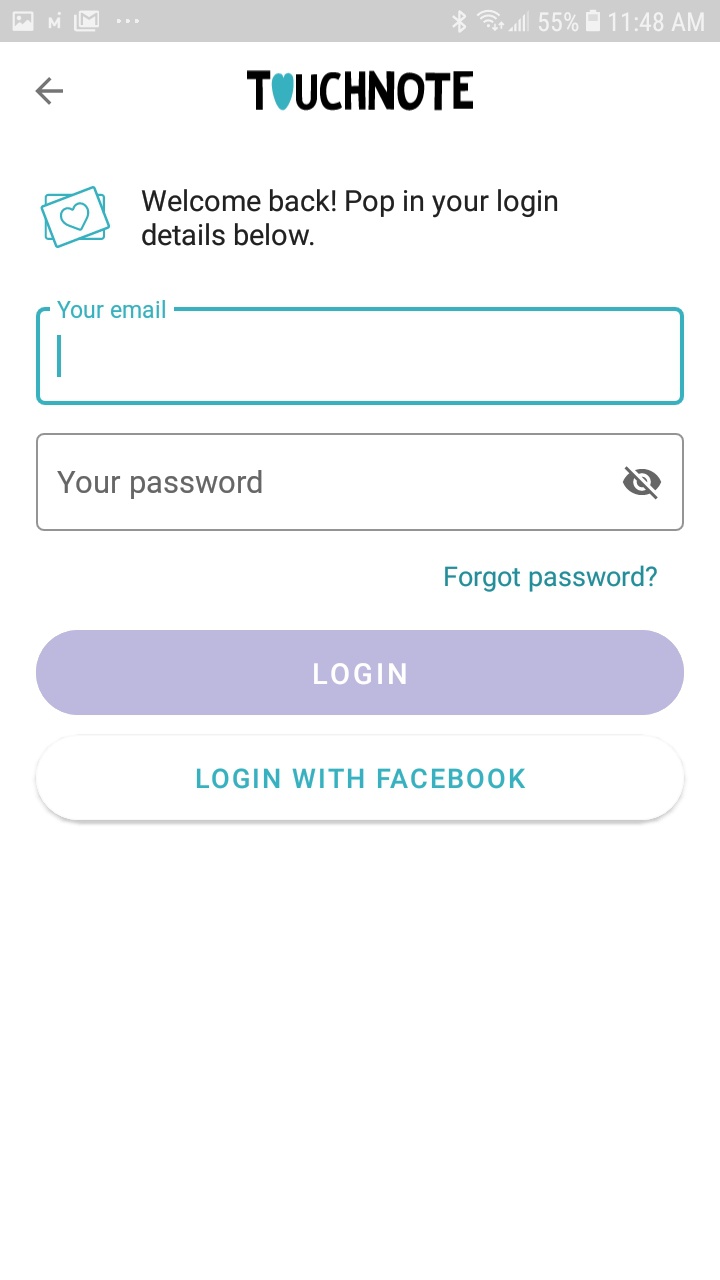 55% 11:48 AM
TOUCHNOTE
Welcome back! Pop in your login
details below.
Your email
Your password
Forgot password?
LOGIN
LOGIN WITH FACEBOOK